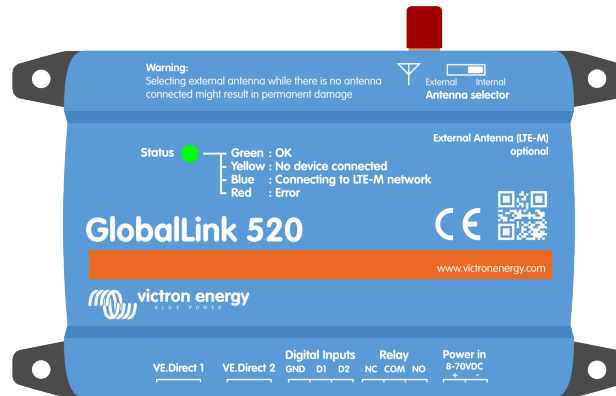 Warning:
Selecting external antenna while there is no antenna
connected might result in permanent damage
External Internal
Antenna selector
External Antenna (LTE-M)
optional
Status
Green : OK
Yellow : No device connected
Blue : Connecting to LTE-M network
Red : Error
GlobalLink 520
CE
www.victronenergy.com
victron energy
BLUE POWER
VE.Direct 1
VE.Direct 2
Digital Inputs
GND D1 D2
Relay
NC COM NO
Power in
8-70VDC
+ -